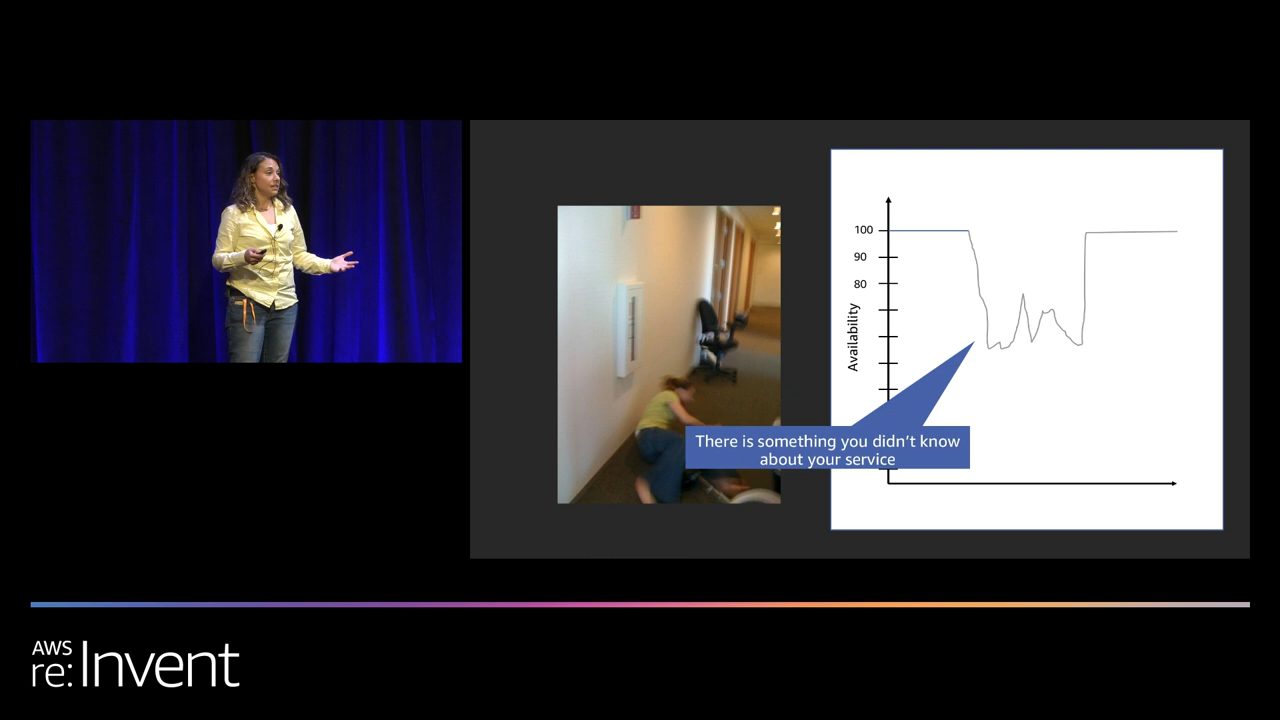 100
90
80
Availability
There is something you didn't know
about your service
AWS
re:Invent